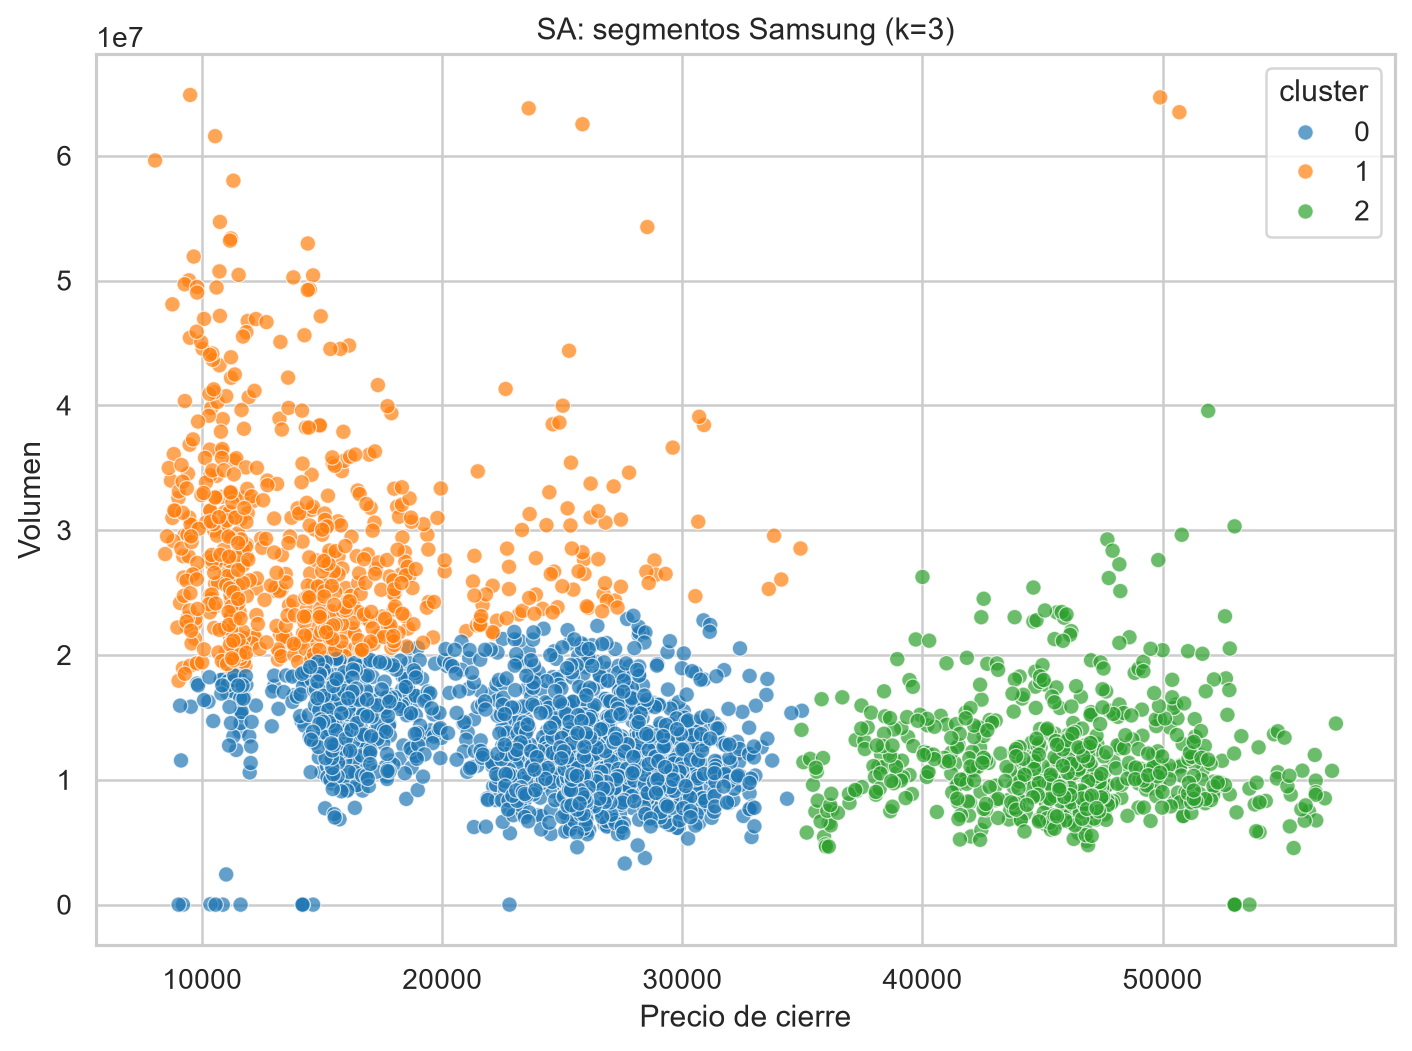 SA: segmentos Samsung (k=3)
1e7
cluster
0
1
2
6
5
4
3
2
1
0
Volumen
10000 20000 30000 40000 50000
Precio de cierre